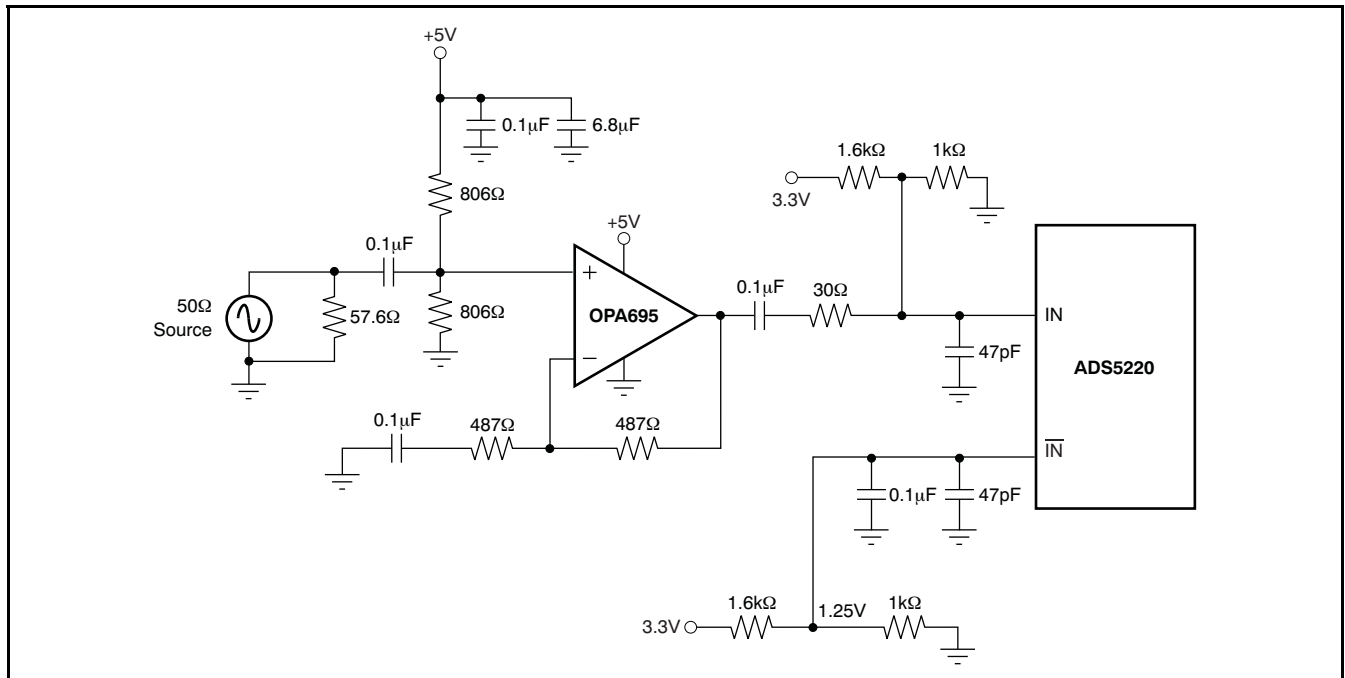 +5V
0.1μF
6.8μF
806Ω
1.6kΩ
1kΩ
3.3V
+5V
0.1μF
50Ω
Source
57.6Ω
806Ω
+
−
OPA695
0.1μF
30Ω
IN
47pF
ADS5220
0.1μF
487Ω
487Ω
IN
0.1μF
47pF
1.6kΩ
1.25V
1kΩ
3.3V